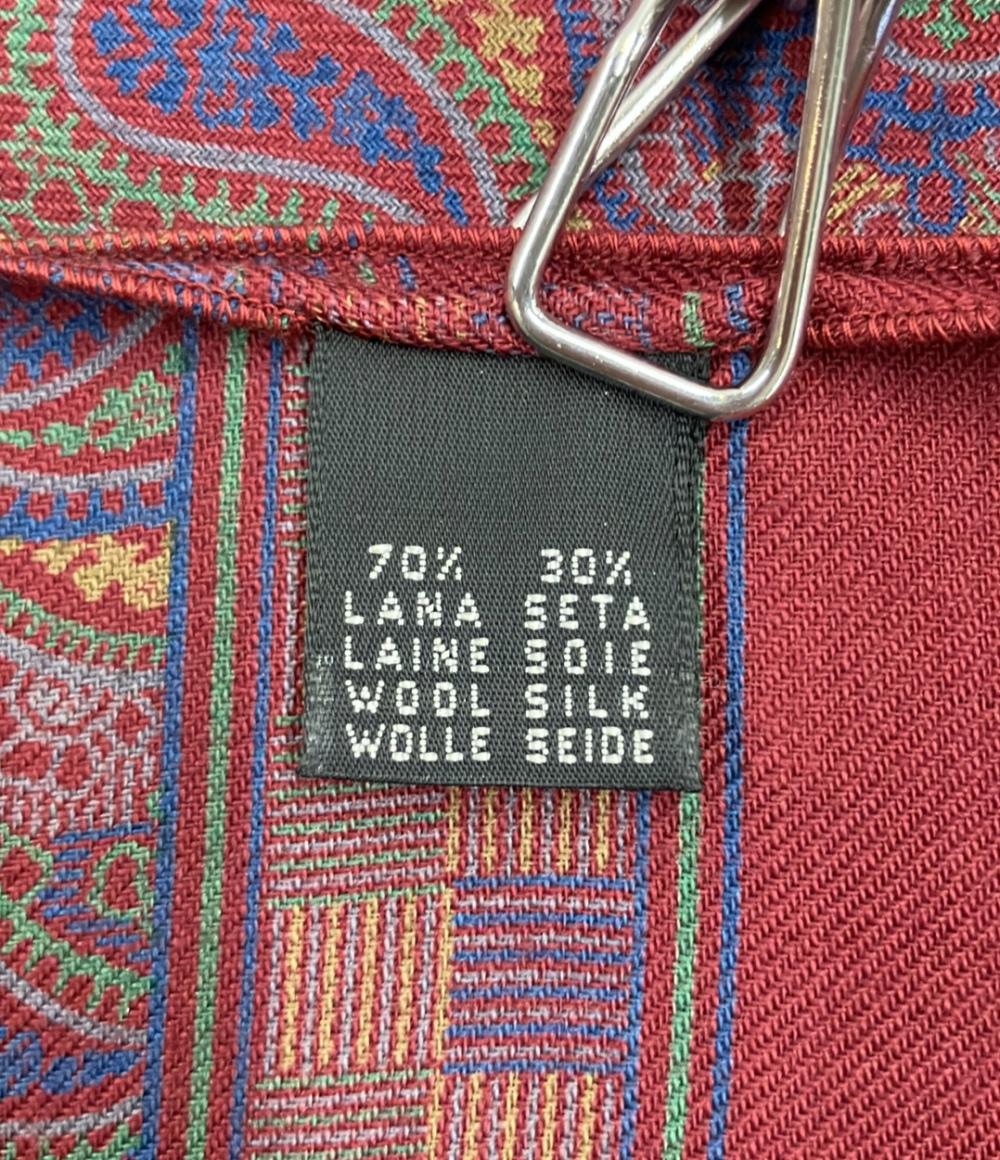 70% 30%
LANA SETA
LAINE SOIE
WOOL SILK
WOLLE SEIDE